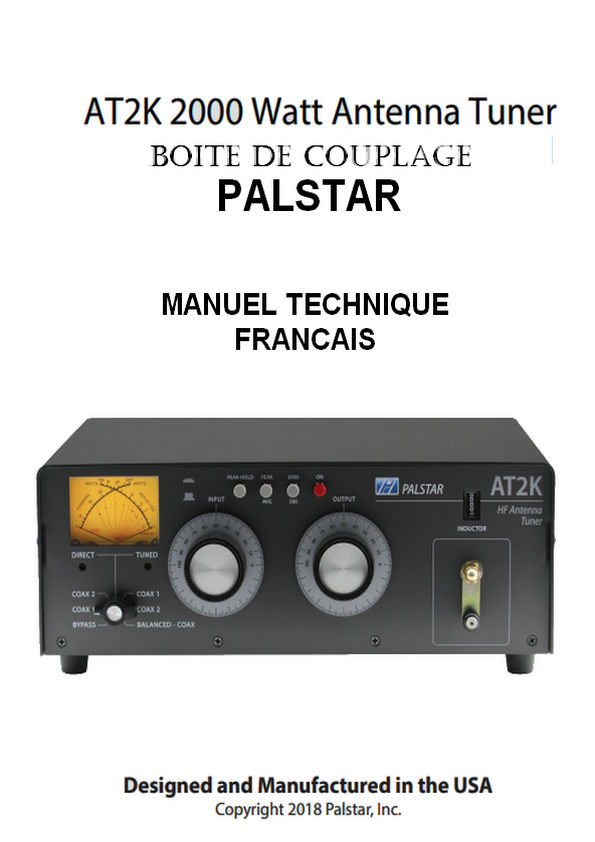 AT2K 2000 Watt Antenna Tuner
BOITE DE COUPLAGE
PALSTAR
MANUEL TECHNIQUE
FRANCAIS
PEAK HOLD PEAK 3000 ON
AVG 300
INPUT OUTPUT
PALSTAR
AT2K
HF Antenna
Tuner
INDUCTOR
WATTS WATTS
DIRECT TUNED
COAX 2 COAX 1
COAX 1 COAX 2
BYPASS BALANCED - COAX
Designed and Manufactured in the USA
Copyright 2018 Palstar, Inc.